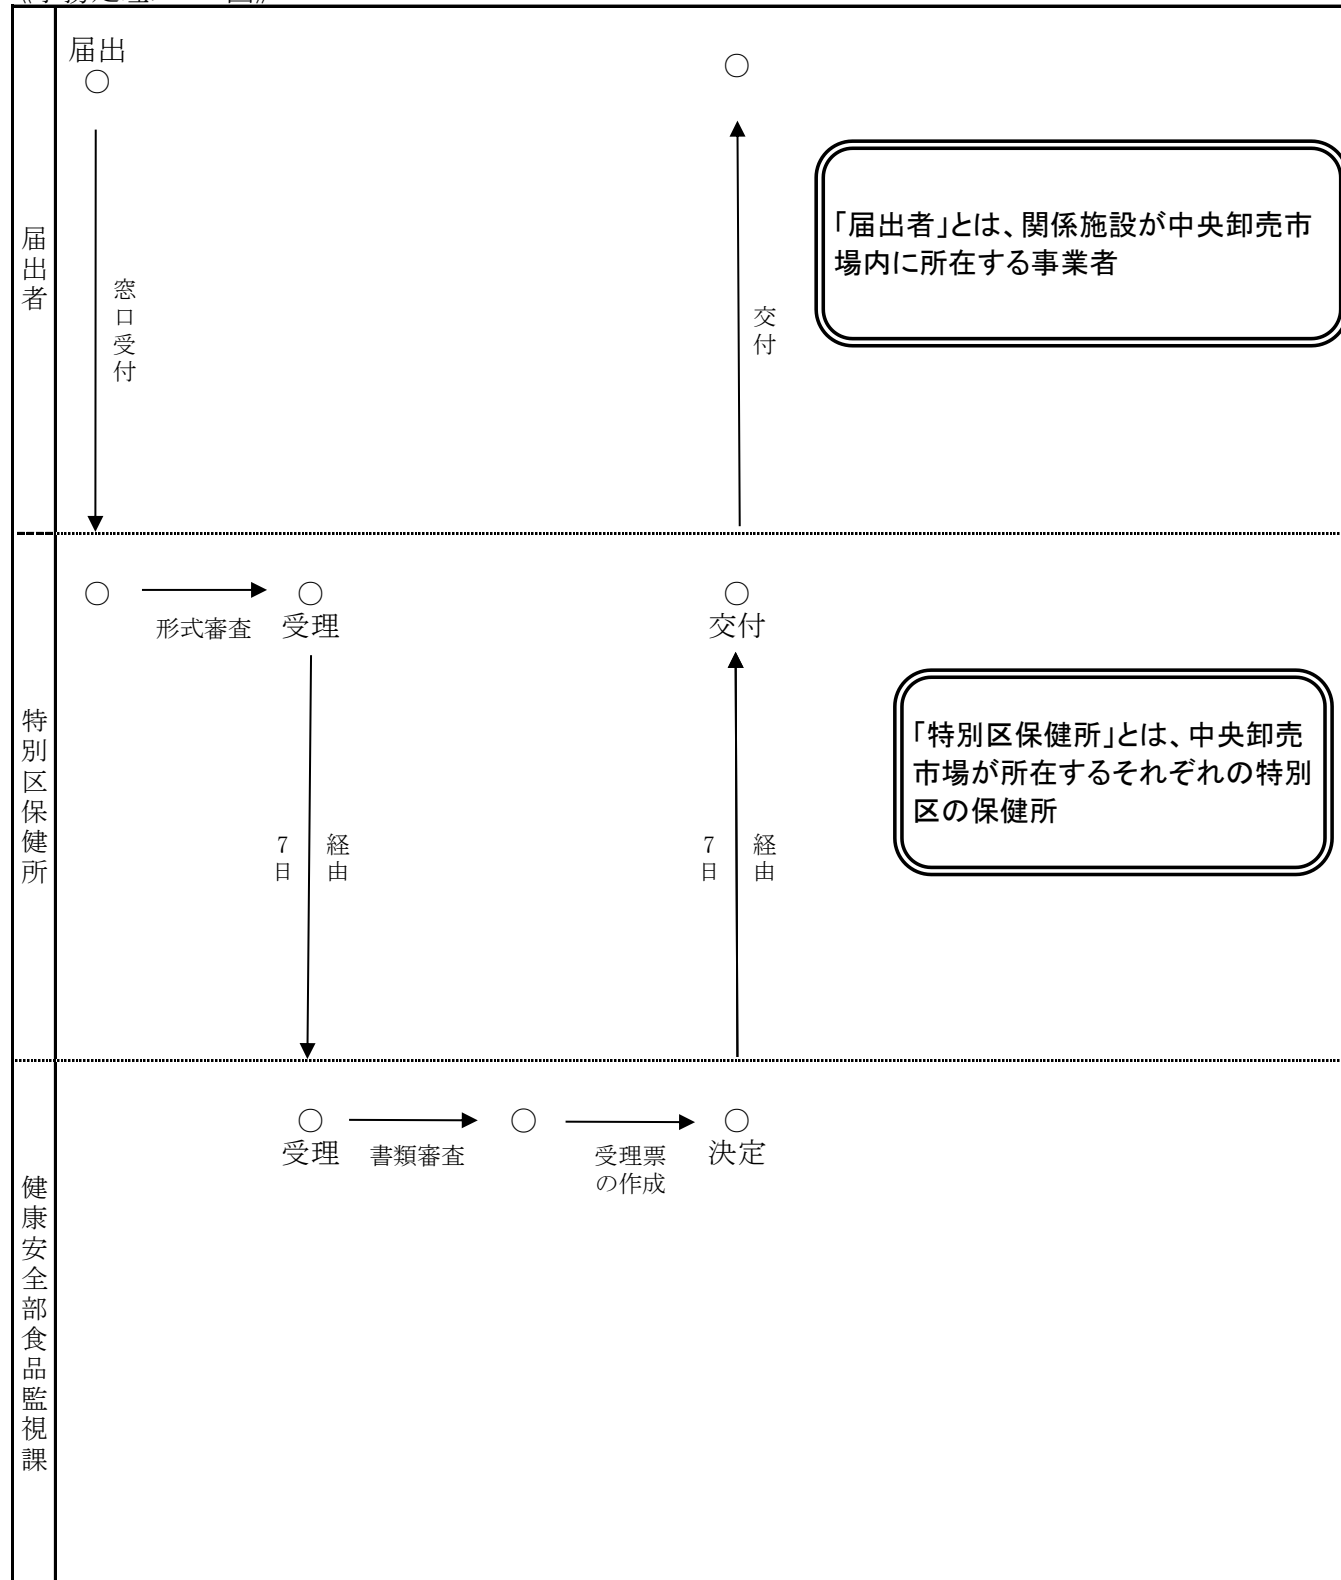 届出
届出者
窓口受付
交付
「届出者」とは、関係施設が中央卸売市
場内に所在する事業者
特別区保健所
形式審査
受理
交付
7日
経由
7日
経由
「特別区保健所」とは、中央卸売
市場が所在するそれぞれの特別
区の保健所
健康安全部食品監視課
受理
書類審査
受理票
の作成
決定